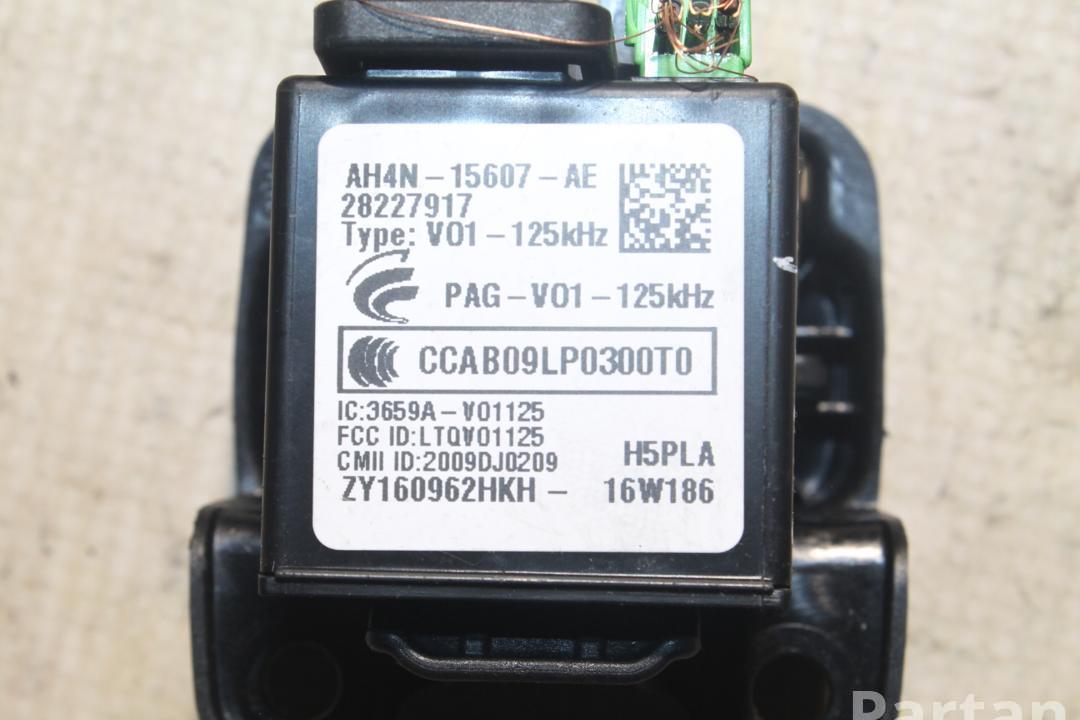 AH4N-15607-AE
28227917
Type: V01-125kHz
PAG-V01-125kHz
CCAB09LP0300T0
IC:3659A-V01125
FCC ID:LTQV01125
CMII ID:2009DJ0209
H5PLA
ZY160962HKH- 16W186
Partan